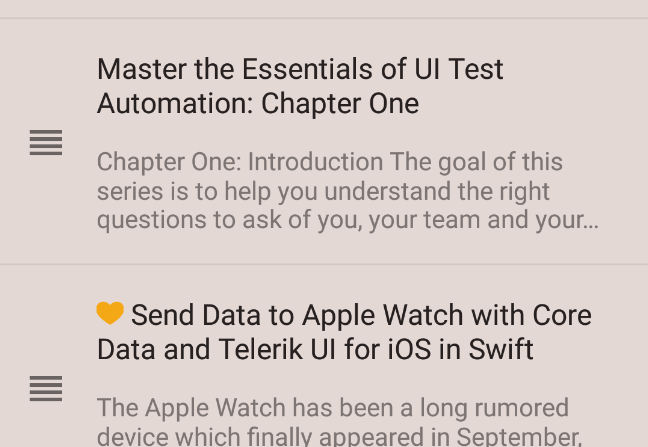 Master the Essentials of UI Test
Automation: Chapter One
Chapter One: Introduction The goal of this
series is to help you understand the right
questions to ask of you, your team and your...
🧡 Send Data to Apple Watch with Core
Data and Telerik UI for iOS in Swift
The Apple Watch has been a long rumored
device which finally appeared in September,